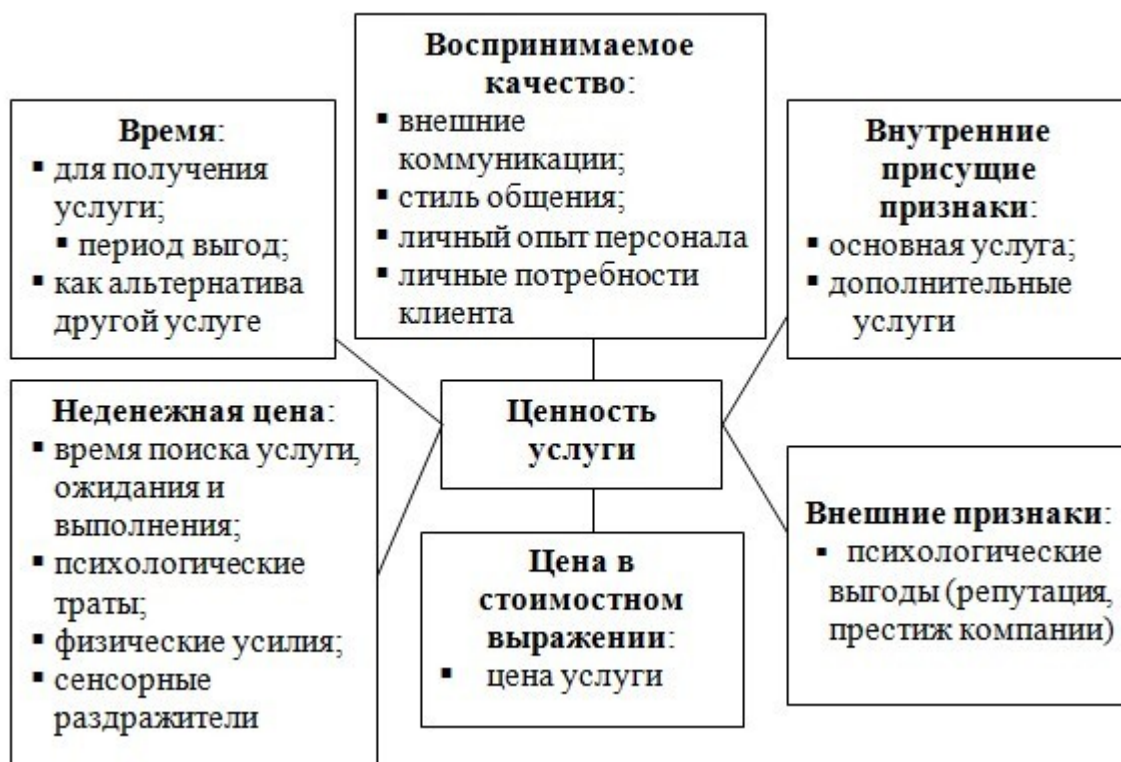 Воспринимаемое
качество:
▪ внешние
коммуникации;
▪ стиль общения;
▪ личный опыт персонала
▪ личные потребности
клиента
Время:
▪ для получения
услуги;
▪ период выгод;
▪ как альтернатива
другой услуге
Внутренние
присущие
признаки:
▪ основная услуга;
▪ дополнительные
услуги
Неденежная цена:
▪ время поиска услуги,
ожидания и
выполнения;
▪ психологические
траты;
▪ физические усилия;
▪ сенсорные
раздражители
Ценность
услуги
Цена в
стоимостном
выражении:
▪ цена услуги
Внешние признаки:
▪ психологические
выгоды (репутация,
престиж компании)